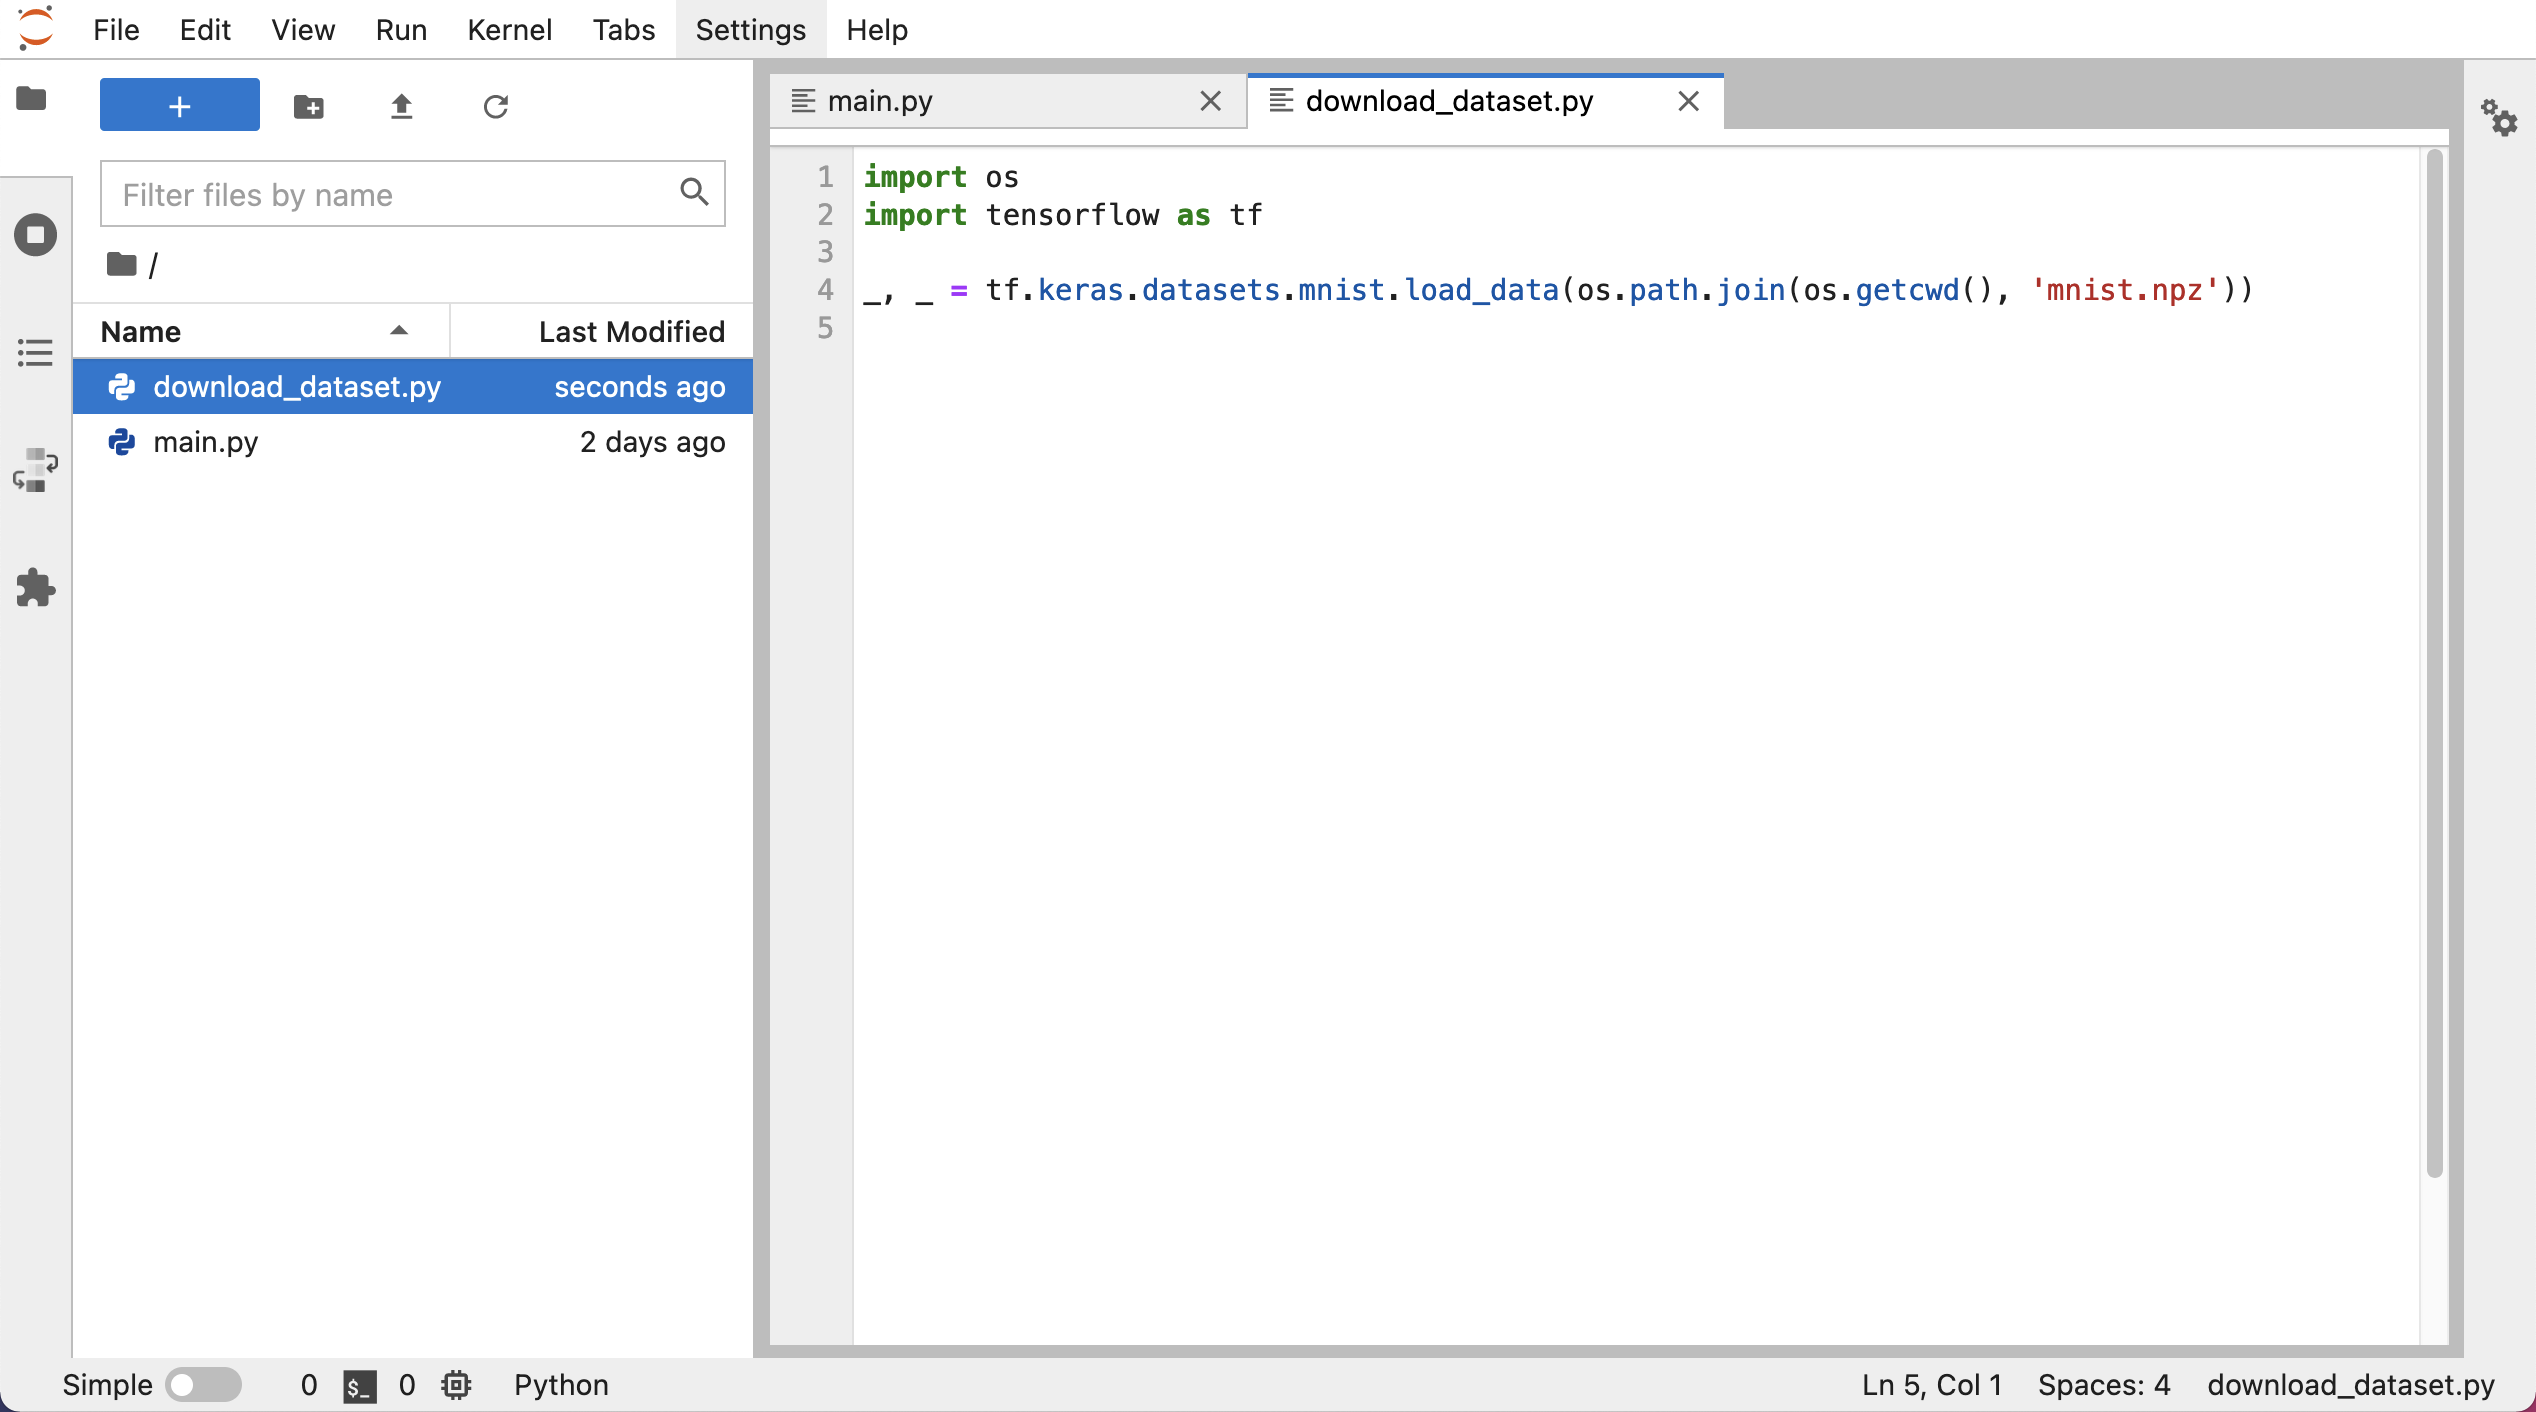 File Edit View Run Kernel Tabs Settings Help
+
Filter files by name
/
Name Last Modified
download_dataset.py seconds ago
main.py 2 days ago
main.py download_dataset.py
1 import os
2 import tensorflow as tf
3
4 _, _ = tf.keras.datasets.mnist.load_data(os.path.join(os.getcwd(), 'mnist.npz'))
5
Simple 0 $_ 0 Python Ln 5, Col 1 Spaces: 4 download_dataset.py